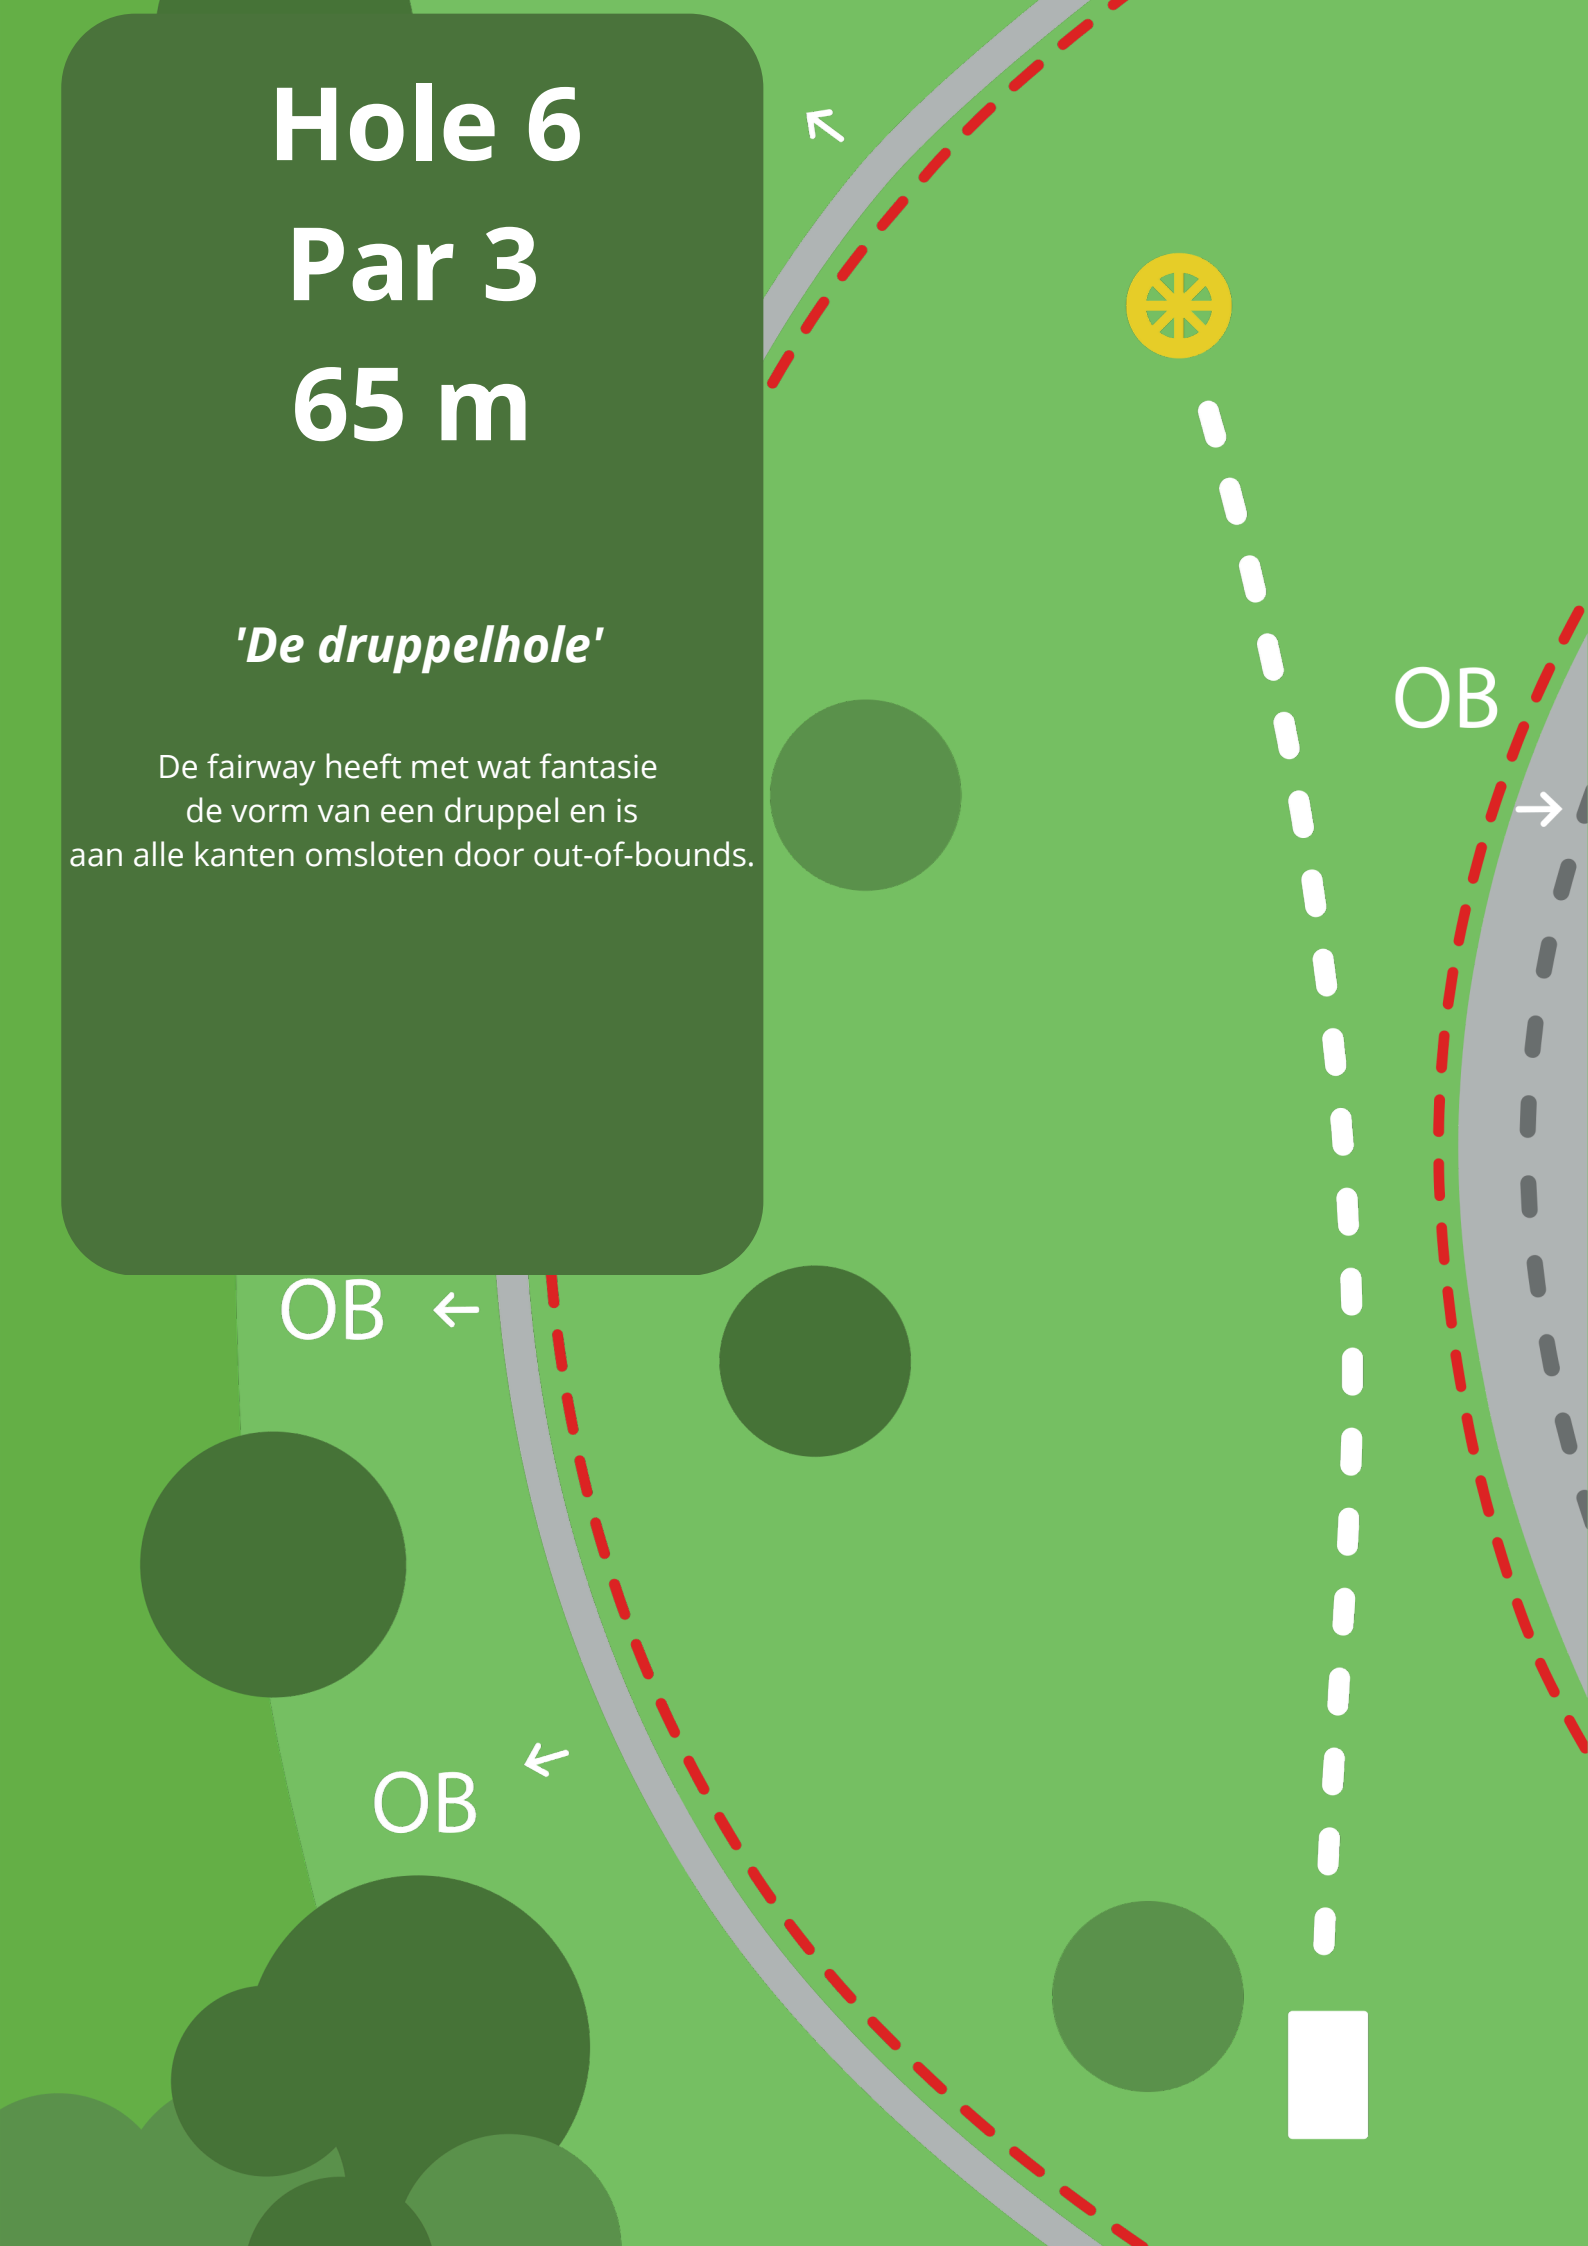 Hole 6
Par 3
65 m
'De druppelhole'
De fairway heeft met wat fantasie
de vorm van een druppel en is
aan alle kanten omsloten door out-of-bounds.
OB
OB
OB